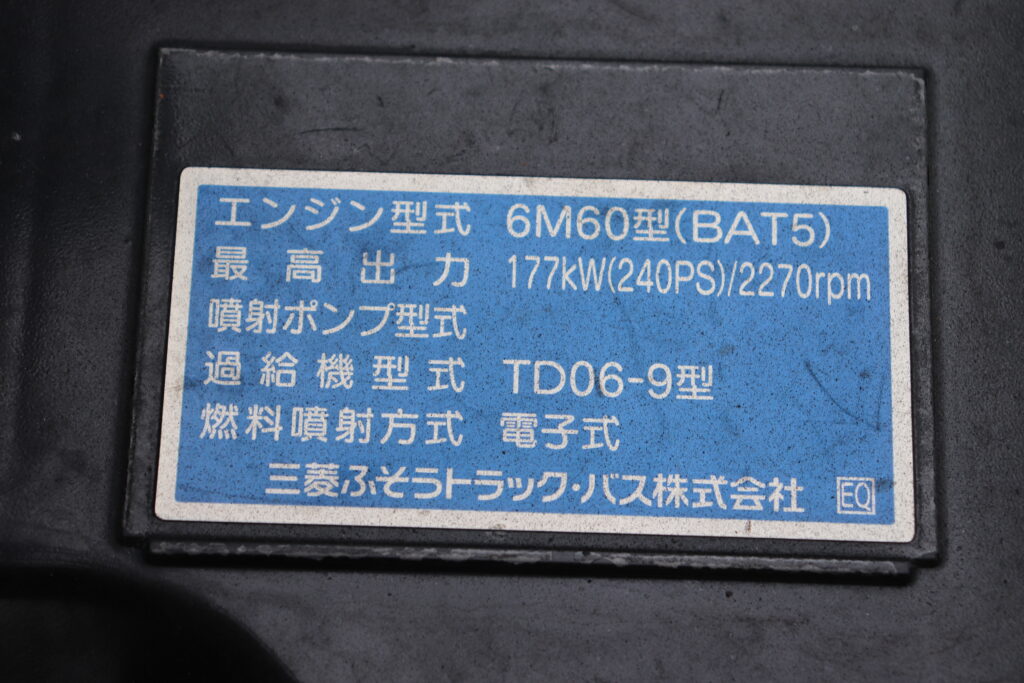 エンジン型式 6M60型(BAT5)
最高出力 177kW(240PS)/2270rpm
噴射ポンプ型式
過給機型式 TD06-9型
燃料噴射方式 電子式
三菱ふそうトラック・バス株式会社 EQ